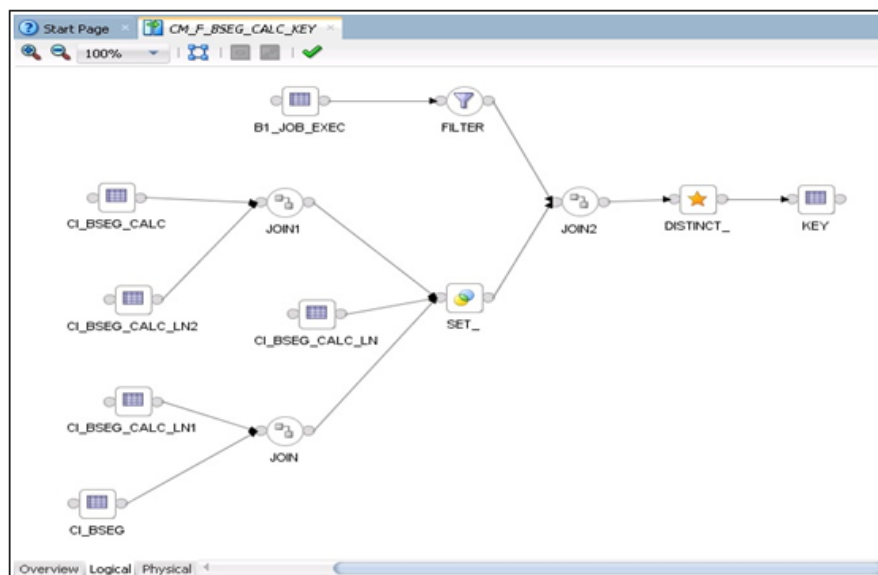 Start Page
CM_F_BSEG_CALC_KEY
100%
B1_JOB_EXEC
FILTER
CI_BSEG_CALC
JOIN1
JOIN2
DISTINCT_
KEY
CI_BSEG_CALC_LN2
CI_BSEG_CALC_LN
SET_
CI_BSEG_CALC_LN1
JOIN
CI_BSEG
Overview Logical Physical